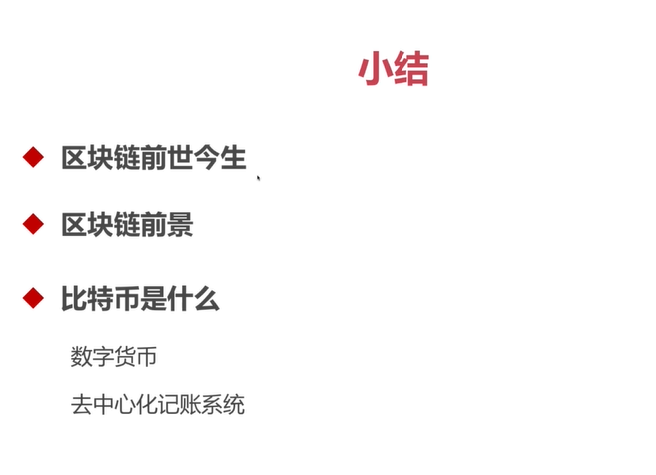 小结
区块链前世今生
区块链前景
比特币是什么
数字货币
去中心化记账系统